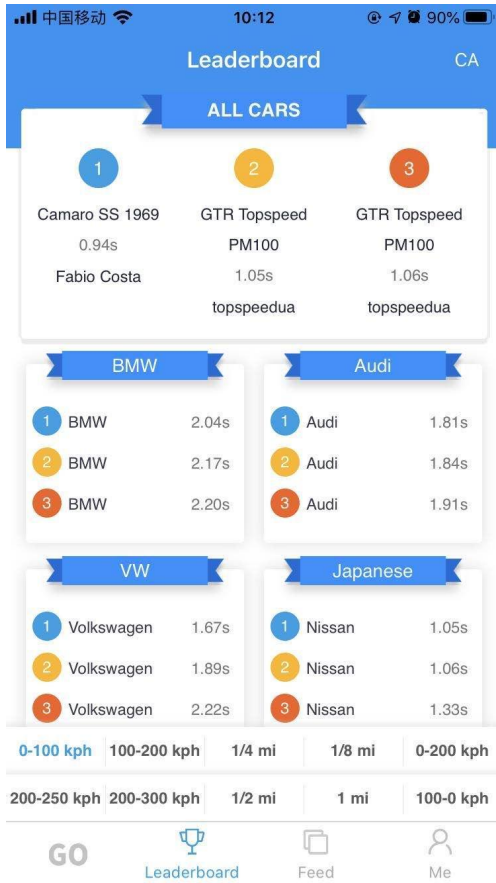 中国移动 10:12 90%
Leaderboard CA
ALL CARS
1 2 3
Camaro SS 1969 GTR Topspeed GTR Topspeed
0.94s PM100 PM100
Fabio Costa 1.05s 1.06s
topspeedua topspeedua
BMW Audi
1 BMW 2.04s 1 Audi 1.81s
2 BMW 2.17s 2 Audi 1.84s
3 BMW 2.20s 3 Audi 1.91s
VW Japanese
1 Volkswagen 1.67s 1 Nissan 1.05s
2 Volkswagen 1.89s 2 Nissan 1.06s
3 Volkswagen 2.22s 3 Nissan 1.33s
0-100 kph 100-200 kph 1/4 mi 1/8 mi 0-200 kph
200-250 kph 200-300 kph 1/2 mi 1 mi 100-0 kph
GO Leaderboard Feed Me